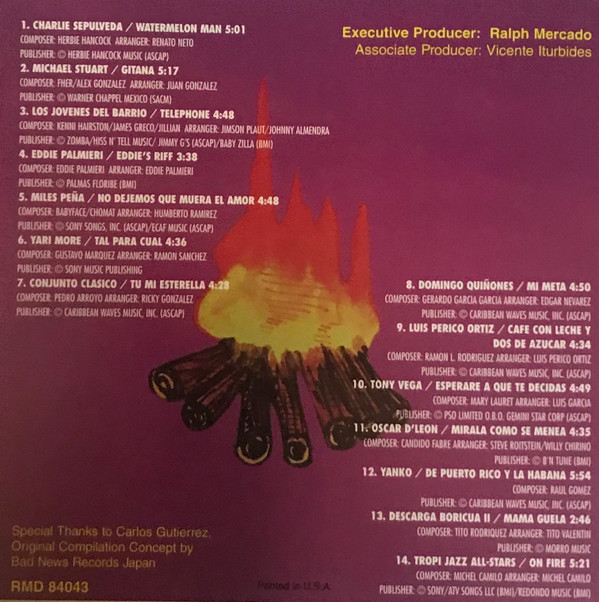 1. CHARLIE SEPULVEDA / WATERMELON MAN 5:01
COMPOSER: HERBIE HANCOCK ARRANGER: RENATO NETO
PUBLISHER: © HERBIE HANCOCK MUSIC (ASCAP)
2. MICHAEL STUART / GITANA 5:17
COMPOSER: FHER/ALEX GONZALEZ ARRANGER: JUAN GONZALEZ
PUBLISHER: © WARNER CHAPPEL MEXICO (SACM)
3. LOS JOVENES DEL BARRIO / TELEPHONE 4:48
COMPOSER: KENNI HAIRSTON/JAMES GRECO/JILLIAN ARRANGER: JIMSON PLAUT/JOHNNY ALMENDRA
PUBLISHER: © ZOMBA/HISS N' TELL MUSIC/ JIMMY G'S (ASCAP)/BABY ZILLA (BMI)
4. EDDIE PALMIERI / EDDIE'S RIFF 3:38
COMPOSER: EDDIE PALMIERI ARRANGER: EDDIE PALMIERI
PUBLISHER: © PALMAS FLORIBE (BMI)
5. MILES PEÑA / NO DEJEMOS QUE MUERA EL AMOR 4:48
COMPOSER: BABYFACE/CHOMAT ARRANGER: HUMBERTO RAMIREZ
PUBLISHER: © SONY SONGS, INC. (ASCAP)/ECAF MUSIC (ASCAP)
6. YARI MORE / TAL PARA CUAL 4:36
COMPOSER: GUSTAVO MARQUEZ ARRANGER: RAMON SANCHEZ
PUBLISHER: © SONY MUSIC PUBLISHING
7. CONJUNTO CLASICO / TU MI ESTERELLA 4:28
COMPOSER: PEDRO ARROYO ARRANGER: RICKY GONZALEZ
PUBLISHER: © CARIBBEAN WAVES MUSIC, INC. (ASCAP)
Executive Producer: Ralph Mercado
Associate Producer: Vicente Iturbides
8. DOMINGO QUIÑONES / MI META 4:50
COMPOSER: GERARDO GARCIA GARCIA ARRANGER: EDGAR NEVAREZ
PUBLISHER: © CARIBBEAN WAVES MUSIC, INC. (ASCAP)
9. LUIS PERICO ORTIZ / CAFE CON LECHE Y
DOS DE AZUCAR 4:34
COMPOSER: RAMON L. RODRIGUEZ ARRANGER: LUIS PERICO ORTIZ
PUBLISHER: © CARIBBEAN WAVES MUSIC, INC. (ASCAP)
10. TONY VEGA / ESPERARE A QUE TE DECIDAS 4:49
COMPOSER: MARY LAURET ARRANGER: LUIS GARCIA
PUBLISHER: © PSO LIMITED O.B.O. GEMINI STAR CORP (ASCAP)
11. OSCAR D'LEON / MIRALA COMO SE MENEA 4:35
COMPOSER: CANDIDO FABRE ARRANGER: STEVE ROITSTEIN/WILLY CHIRINO
PUBLISHER: © B'N TUNE (BMI)
12. YANKO / DE PUERTO RICO Y LA HABANA 5:54
COMPOSER: RAUL GOMEZ
PUBLISHER: © CARIBBEAN WAVES MUSIC, INC. (ASCAP)
13. DESCARGA BORICUA II / MAMA GUELA 2:46
COMPOSER: TITO RODRIQUEZ ARRANGER: TITO VALENTIN
PUBLISHER: © MORRO MUSIC
14. TROPI JAZZ ALL-STARS / ON FIRE 5:21
COMPOSER: MICHEL CAMILO ARRANGER: MICHEL CAMILO
PUBLISHER: © SONY/ATV SONGS LLC (BMI)/REDONDO MUSIC (BMI)
Special Thanks to Carlos Gutierrez
Original Compilation Concept by
Bad News Records Japan
RMD 84043
Printed in U.S.A.